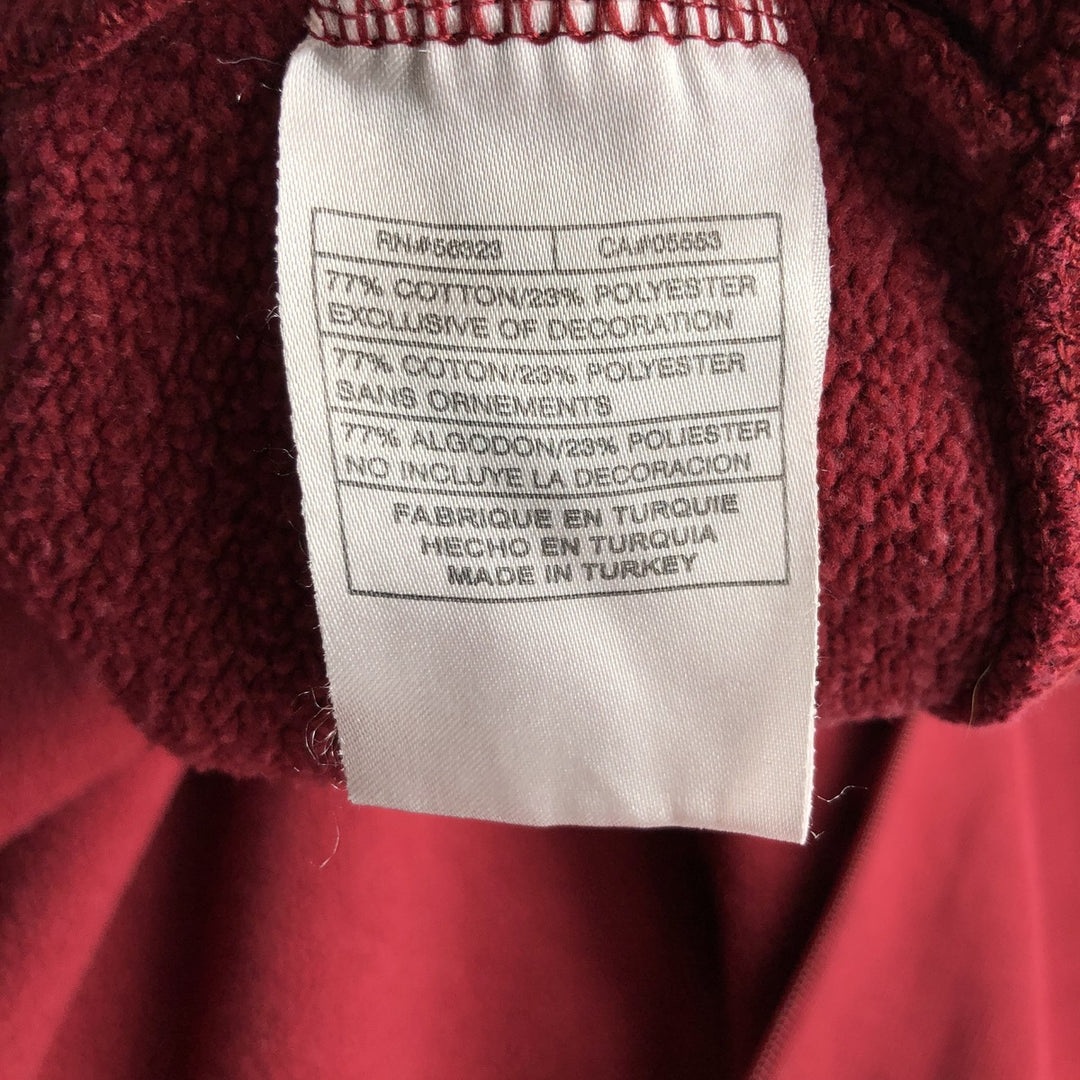 RN#56323 CA#05553
77% COTTON/23% POLYESTER
EXCLUSIVE OF DECORATION
77% COTON/23% POLYESTER
SANS ORNEMENTS
77% ALGODON/23% POLIESTER
NO INCLUYE LA DECORACION
FABRIQUE EN TURQUIE
HECHO EN TURQUIA
MADE IN TURKEY